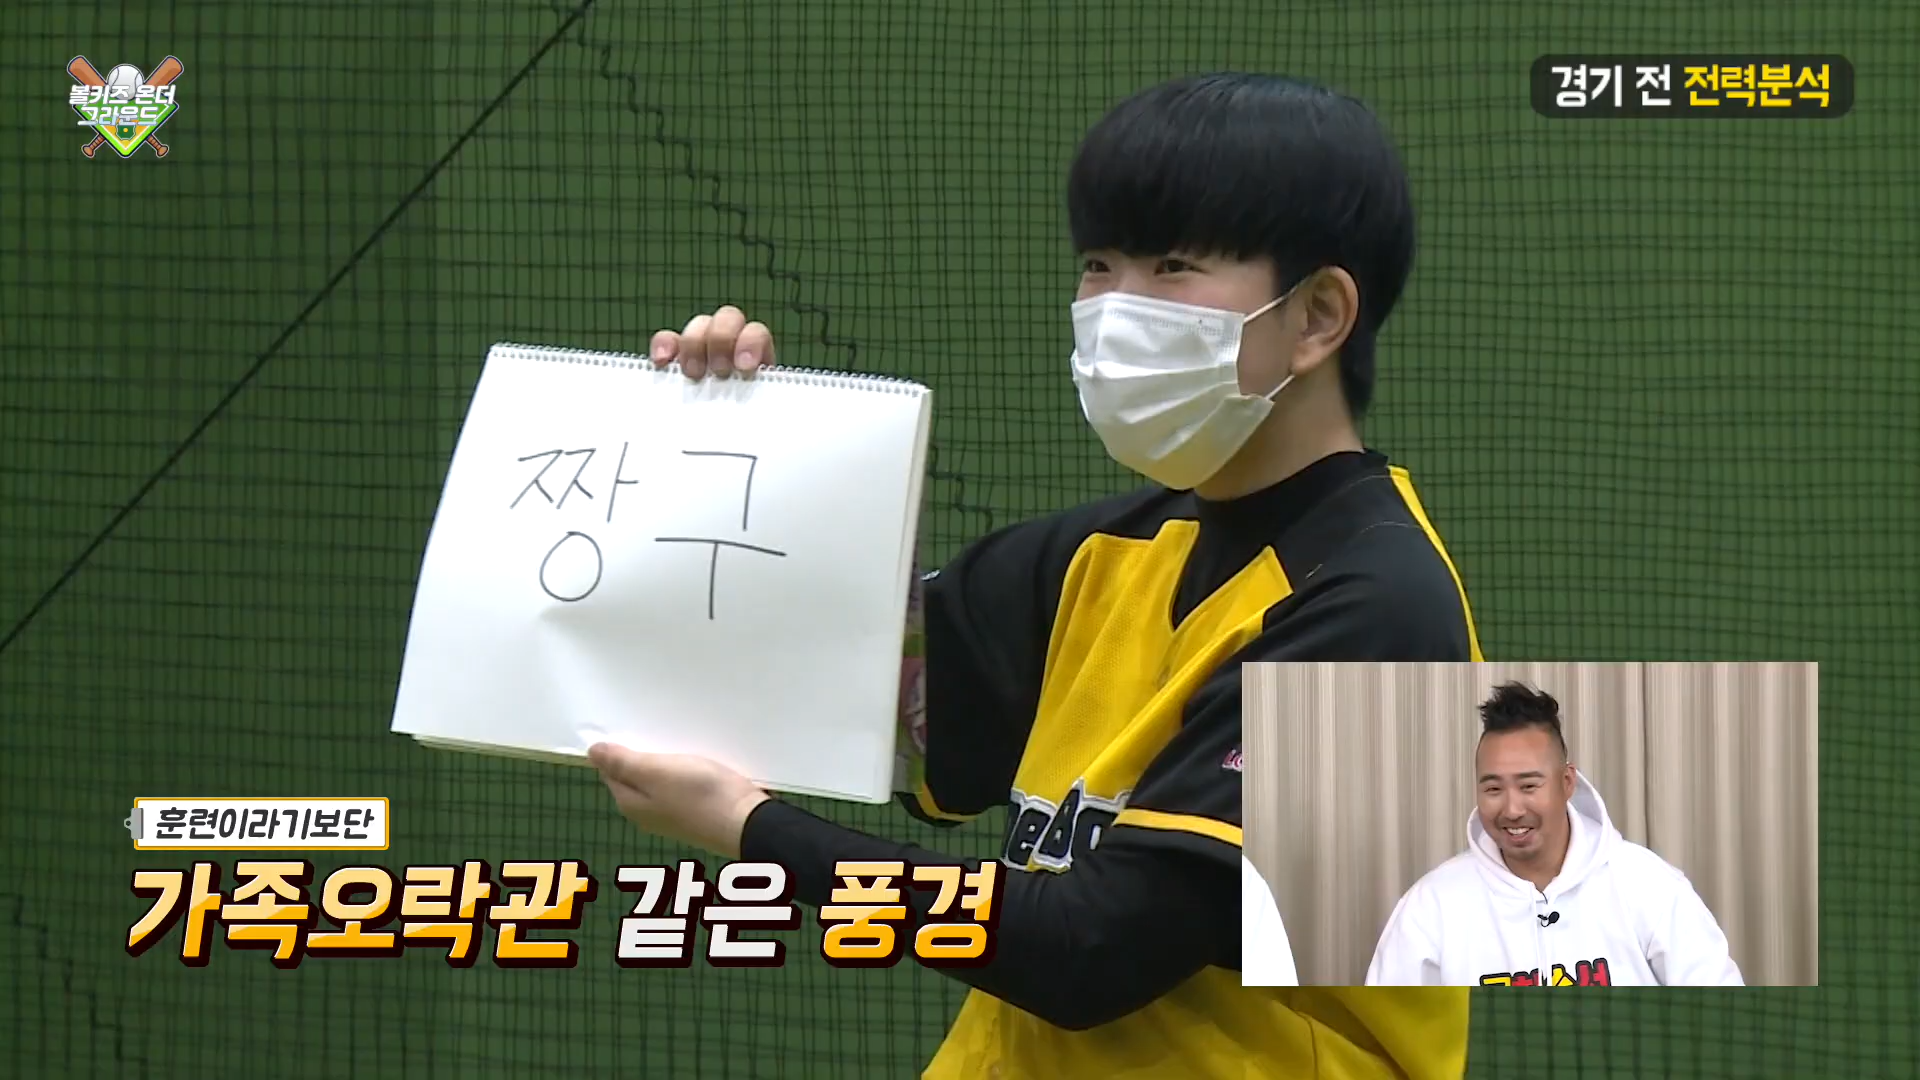 볼키즈 온더
그라운드
경기 전 전력분석
짱구
훈련이라기보단
가족오락관 같은 풍경